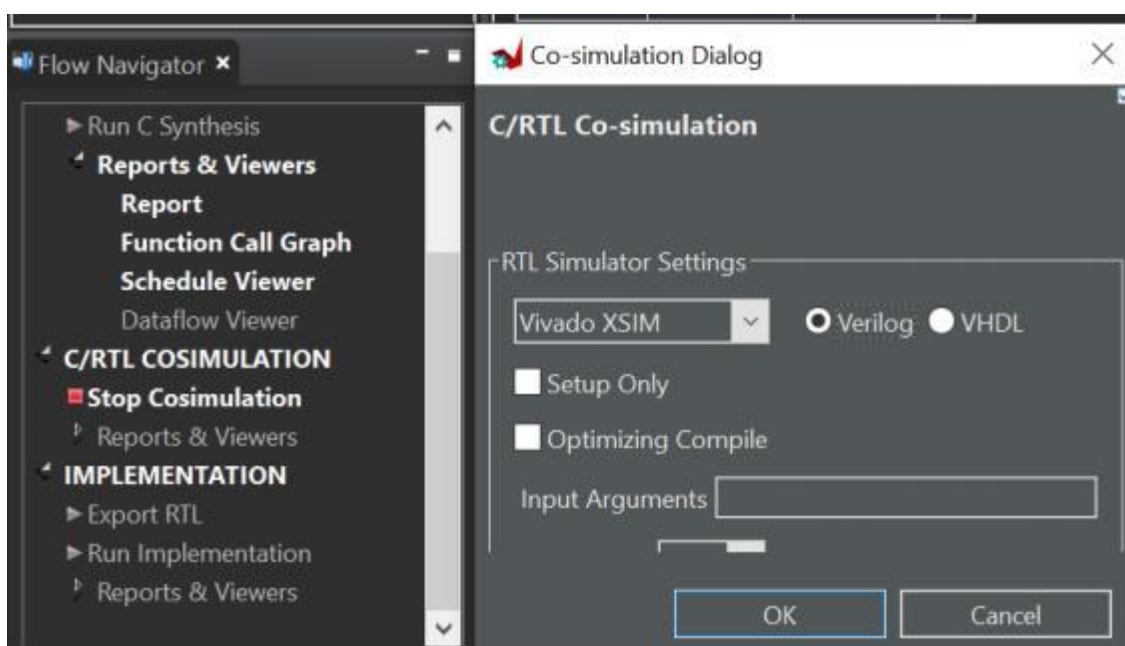 Flow Navigator
Run C Synthesis
Reports & Viewers
Report
Function Call Graph
Schedule Viewer
Dataflow Viewer
C/RTL COSIMULATION
Stop Cosimulation
Reports & Viewers
IMPLEMENTATION
Export RTL
Run Implementation
Reports & Viewers
Co-simulation Dialog
C/RTL Co-simulation
RTL Simulator Settings
Vivado XSIM Verilog VHDL
Setup Only
Optimizing Compile
Input Arguments
OK Cancel